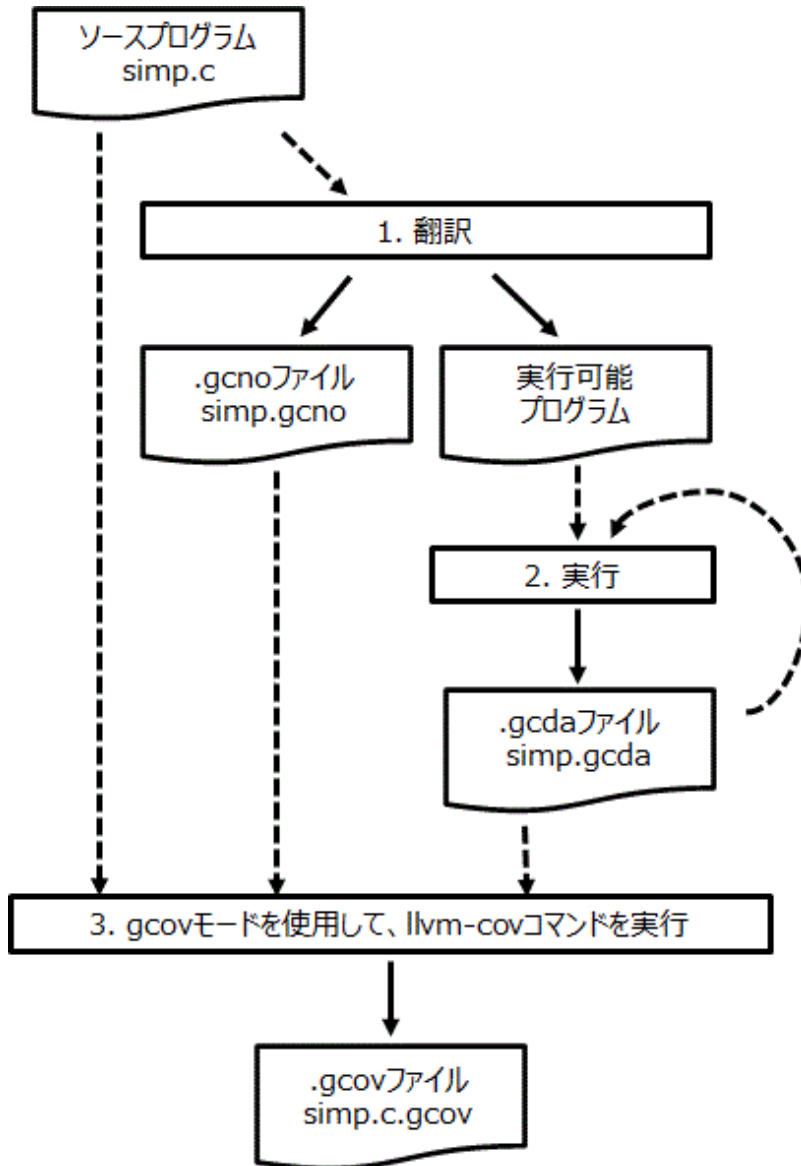 ソースプログラム
simp.c
1. 翻訳
.gcnoファイル
simp.gcno
実行可能
プログラム
2. 実行
.gcdaファイル
simp.gcda
3. gcovモードを使用して、llvm-covコマンドを実行
.gcovファイル
simp.c.gcov